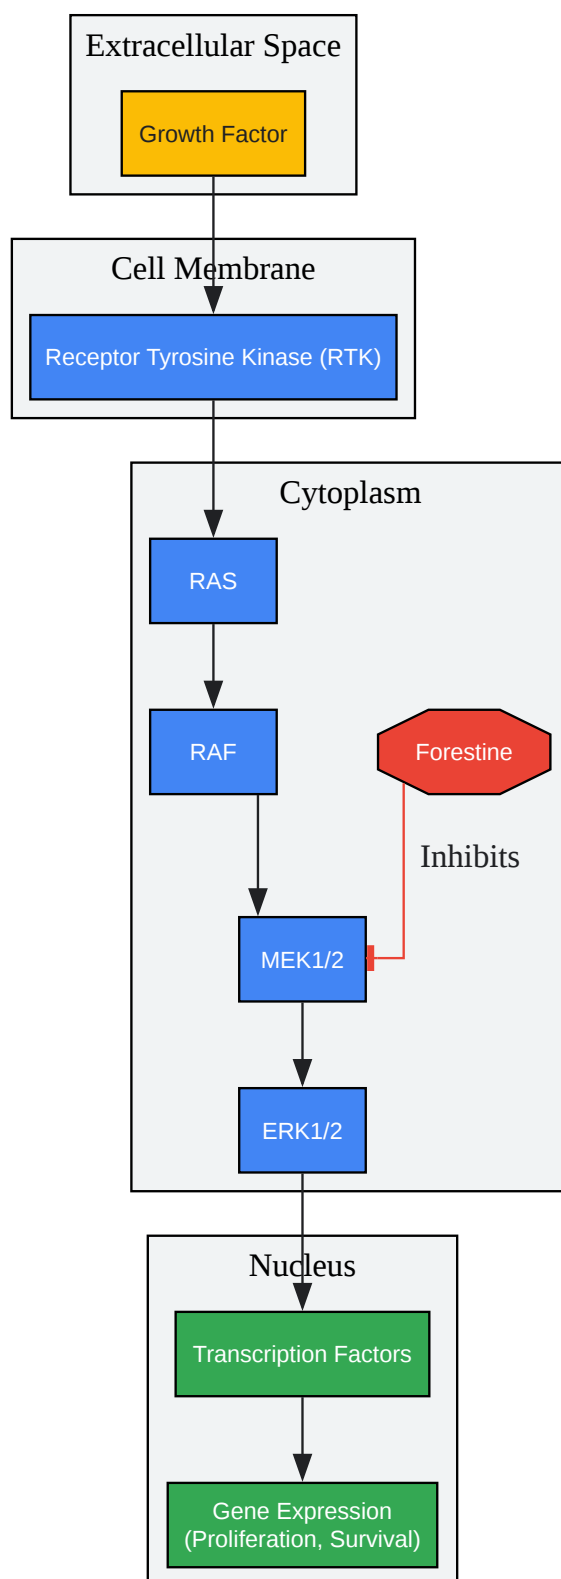 Extracellular Space
Growth Factor
Cell Membrane
Receptor Tyrosine Kinase (RTK)
Cytoplasm
RAS
RAF
Forestine
Inhibits
MEK1/2
ERK1/2
Nucleus
Transcription Factors
Gene Expression
(Proliferation, Survival)